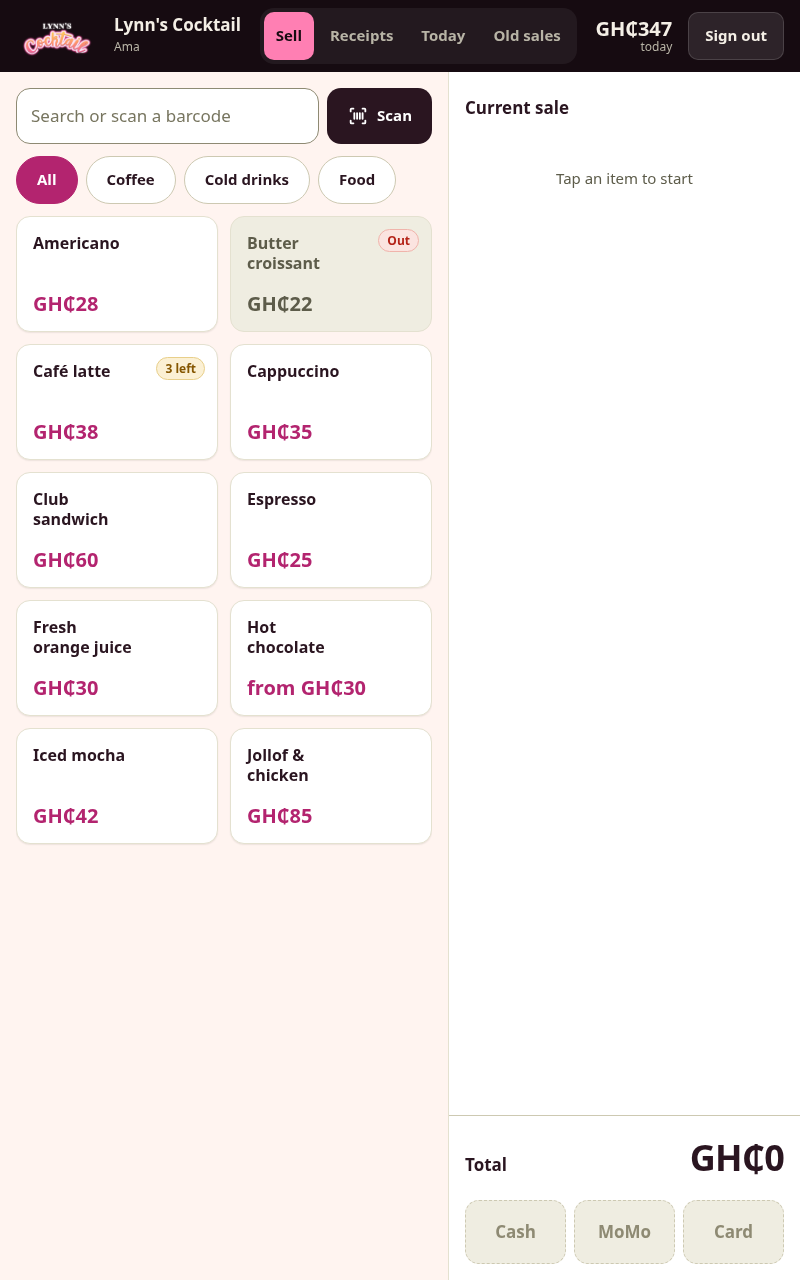 LYNN'S
Cocktail
Lynn's Cocktail
Ama
Sell
Receipts
Today
Old sales
GH₵347
today
Sign out
Search or scan a barcode
Scan
All
Coffee
Cold drinks
Food
Americano
GH₵28
Butter
croissant
Out
GH₵22
Café latte
3 left
GH₵38
Cappuccino
GH₵35
Club
sandwich
GH₵60
Espresso
GH₵25
Fresh
orange juice
GH₵30
Hot
chocolate
from GH₵30
Iced mocha
GH₵42
Jollof &
chicken
GH₵85
Current sale
Tap an item to start
Total
GH₵0
Cash
MoMo
Card